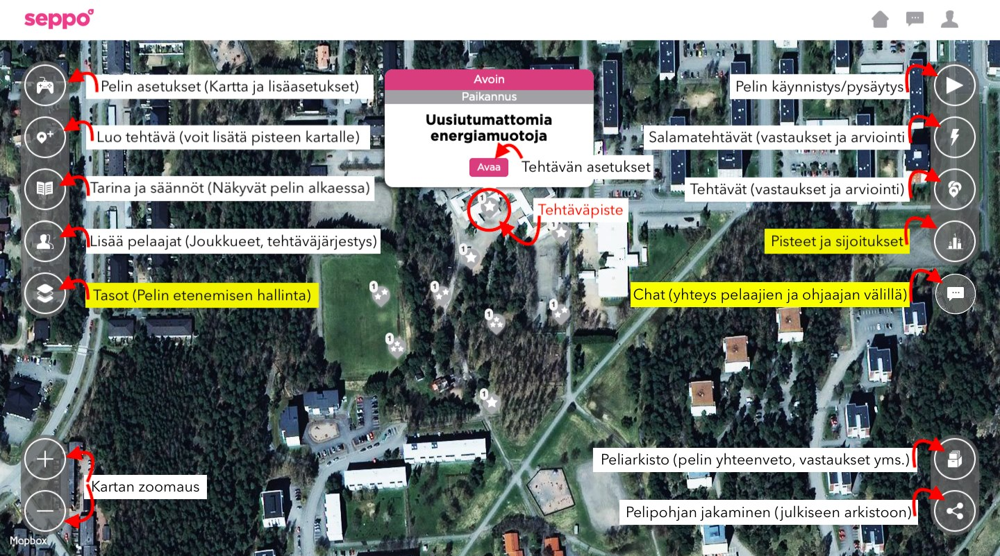 seppo
Pelin asetukset (Kartta ja lisäasetukset)
Luo tehtävä (voit lisätä pisteen kartalle)
Tarina ja säännöt (Näkyvät pelin alkaessa)
Lisää pelaajat (Joukkueet, tehtäväjärjestys)
Tasot (Pelin etenemisen hallinta)
Kartan zoomaus
Mapbox
Avoin
Paikannus
Uusiutumattomia
energiamuotoja
Avaa
Tehtävän asetukset
1
Tehtäväpiste
1
1
1
1
1
1
1
1
Pelin käynnistys/pysäytys
Salamatehtävät (vastaukset ja arviointi
Tehtävät (vastaukset ja arviointi)
Pisteet ja sijoitukset
2 1 3
Chat (yhteys pelaajien ja ohjaajan välillä)
Peliarkisto (pelin yhteenveto, vastaukset yms.)
Pelipohjan jakaminen (julkiseen arkistoon)